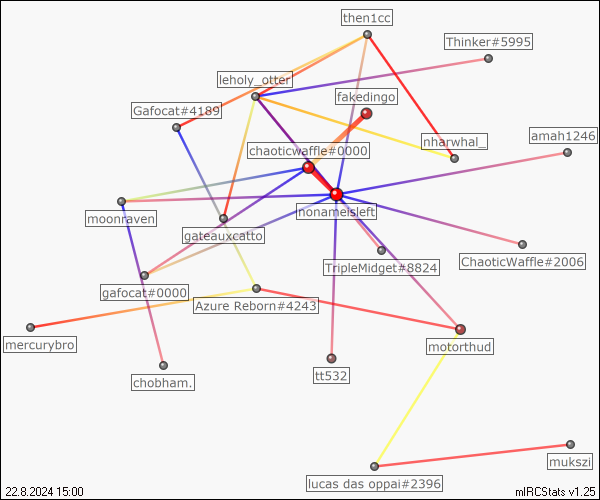 then1cc
Thinker#5995
leholy_otter
fakedingo
Gafocat#4189
amah1246
nharwhal_
chaoticwaffle#0000
nonameisleft
moonraven
gateauxcatto
TripleMidget#8824
ChaoticWaffle#2006
gafocat#0000
Azure Reborn#4243
mercurybro
motorthud
chobham.
tt532
mukszi
lucas das oppai#2396
22.8.2024 15:00
mIRCStats v1.25